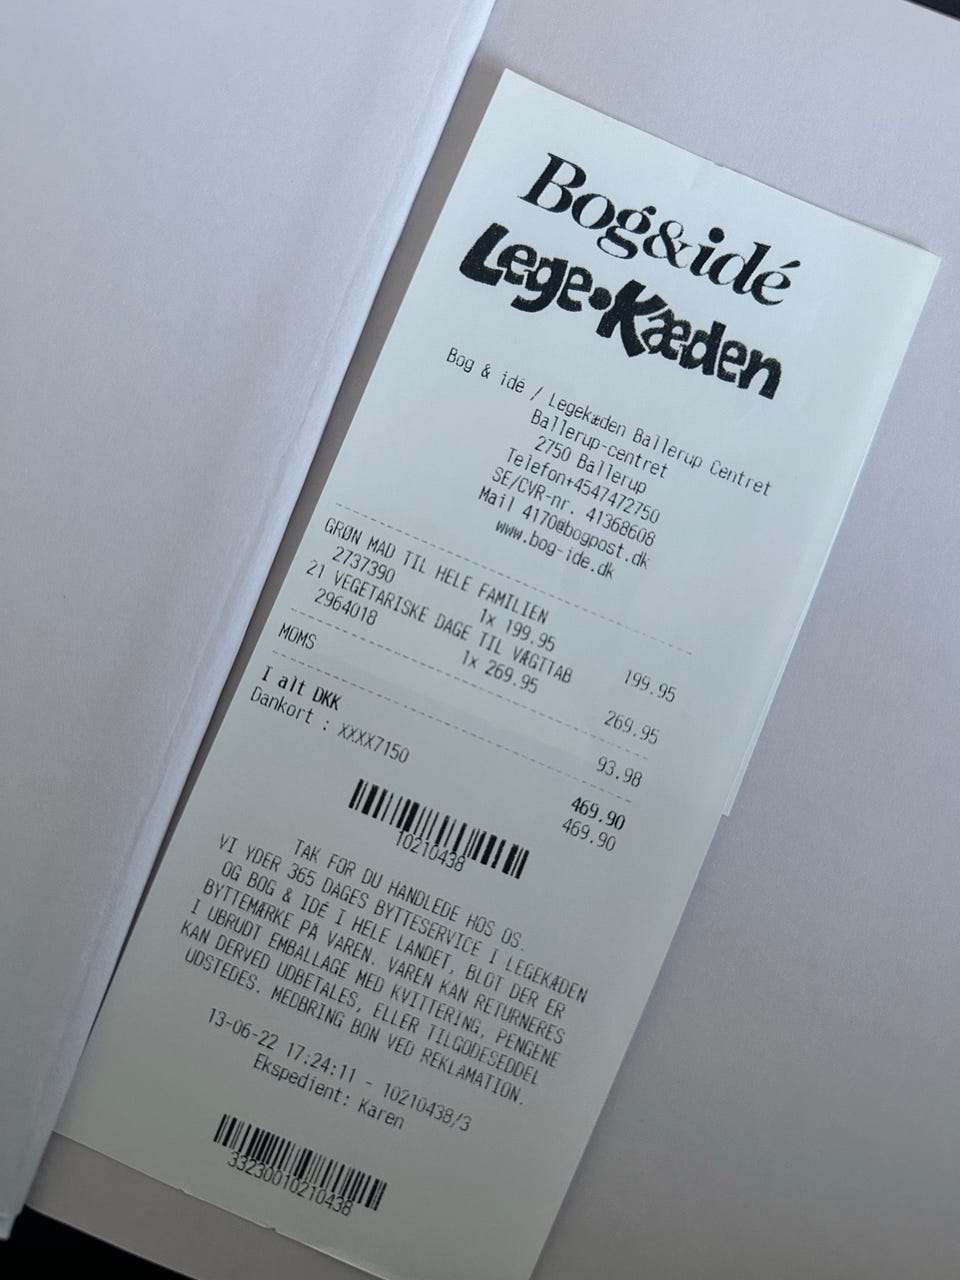 Bog&idé
Lege•Kæden
Bog & idé / Legekæden Ballerup Centret
Ballerup-centret
2750 Ballerup
Telefon+4547472750
SE/CVR-nr. 41368608
Mail 4170@bogpost.dk
www.bog-ide.dk
GRØN MAD TIL HELE FAMILIEN
2737390 1x 199.95 199.95
21 VEGETARISKE DAGE TIL VÆGTTAB
2964018 1x 269.95 269.95
MOMS 93.98
I alt DKK 469.90
Dankort : XXXX7150 469.90
10210438
TAK FOR DU HANDLEDE HOS OS.
VI YDER 365 DAGES BYTTESERVICE I LEGEKÆDEN
OG BOG & IDÉ I HELE LANDET, BLOT DER ER
BYTTEMÆRKE PÅ VAREN. VAREN KAN RETURNERES
I UBRUDT EMBALLAGE MED KVITTERING, PENGENE
KAN DERVED UDBETALES, ELLER TILGODESEDDEL
UDSTEDES. MEDBRING BON VED REKLAMATION.
13-06-22 17:24:11 - 10210438/3
Ekspedient: Karen
33230010210438